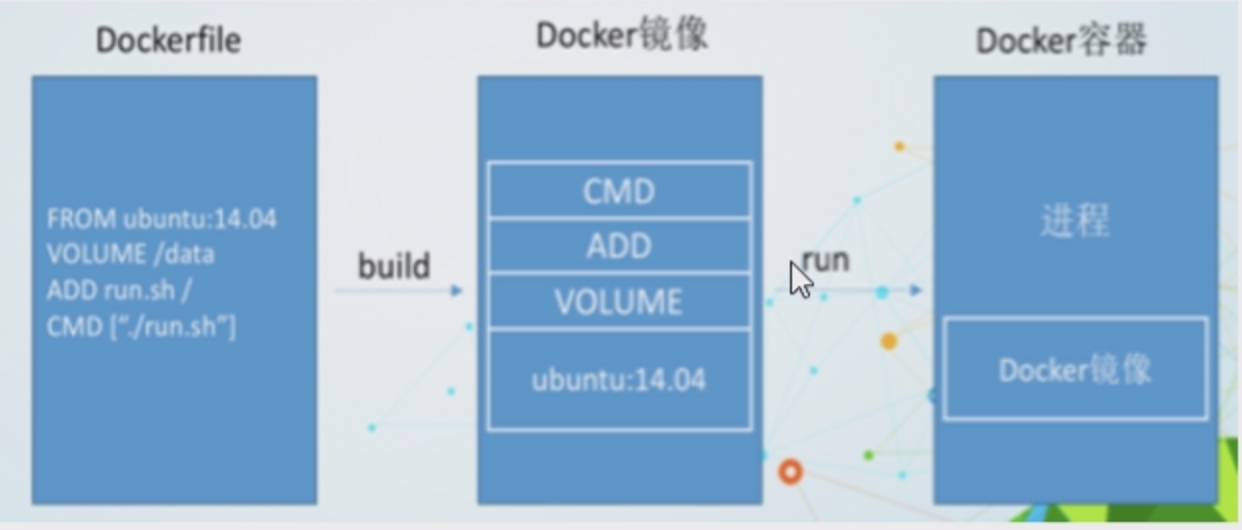 Dockerfile
Docker镜像
Docker容器
FROM ubuntu:14.04
VOLUME /data
ADD run.sh /
CMD [“./run.sh”]
build
CMD
ADD
VOLUME
ubuntu:14.04
run
进程
Docker镜像